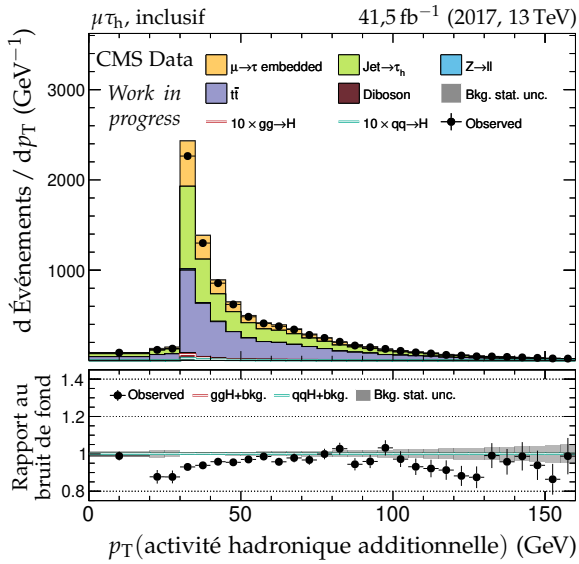 μτh, inclusif 41,5 fb⁻¹ (2017, 13 TeV)
CMS Data
Work in
progress
μ→τ embedded Jet→τh Z→ll
tt̄ Diboson Bkg. stat. unc.
10 × gg→H 10 × qq→H Observed
d Événements / dpT (GeV⁻¹)
3000
2000
1000
Observed ggH+bkg. qqH+bkg. Bkg. stat. unc.
Rapport au
bruit de fond
1.4
1.2
1
0.8
0 50 100 150
pT(activité hadronique additionnelle) (GeV)